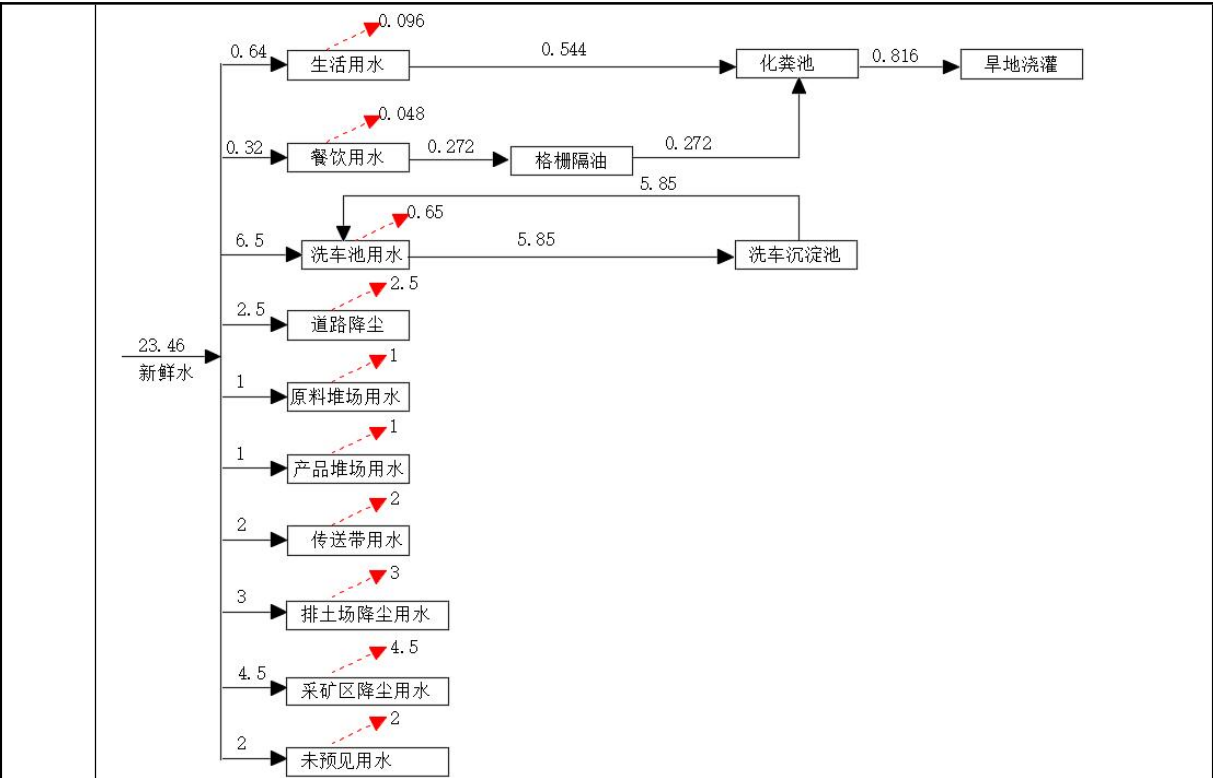 0.096
0.64
生活用水
0.544
化粪池
0.816
旱地浇灌
0.048
0.32
餐饮用水
0.272
格栅隔油
0.272
5.85
0.65
6.5
洗车池用水
5.85
洗车沉淀池
2.5
2.5
道路降尘
23.46
新鲜水
1
1
原料堆场用水
1
1
产品堆场用水
2
2
传送带用水
3
3
排土场降尘用水
4.5
4.5
采矿区降尘用水
2
2
未预见用水